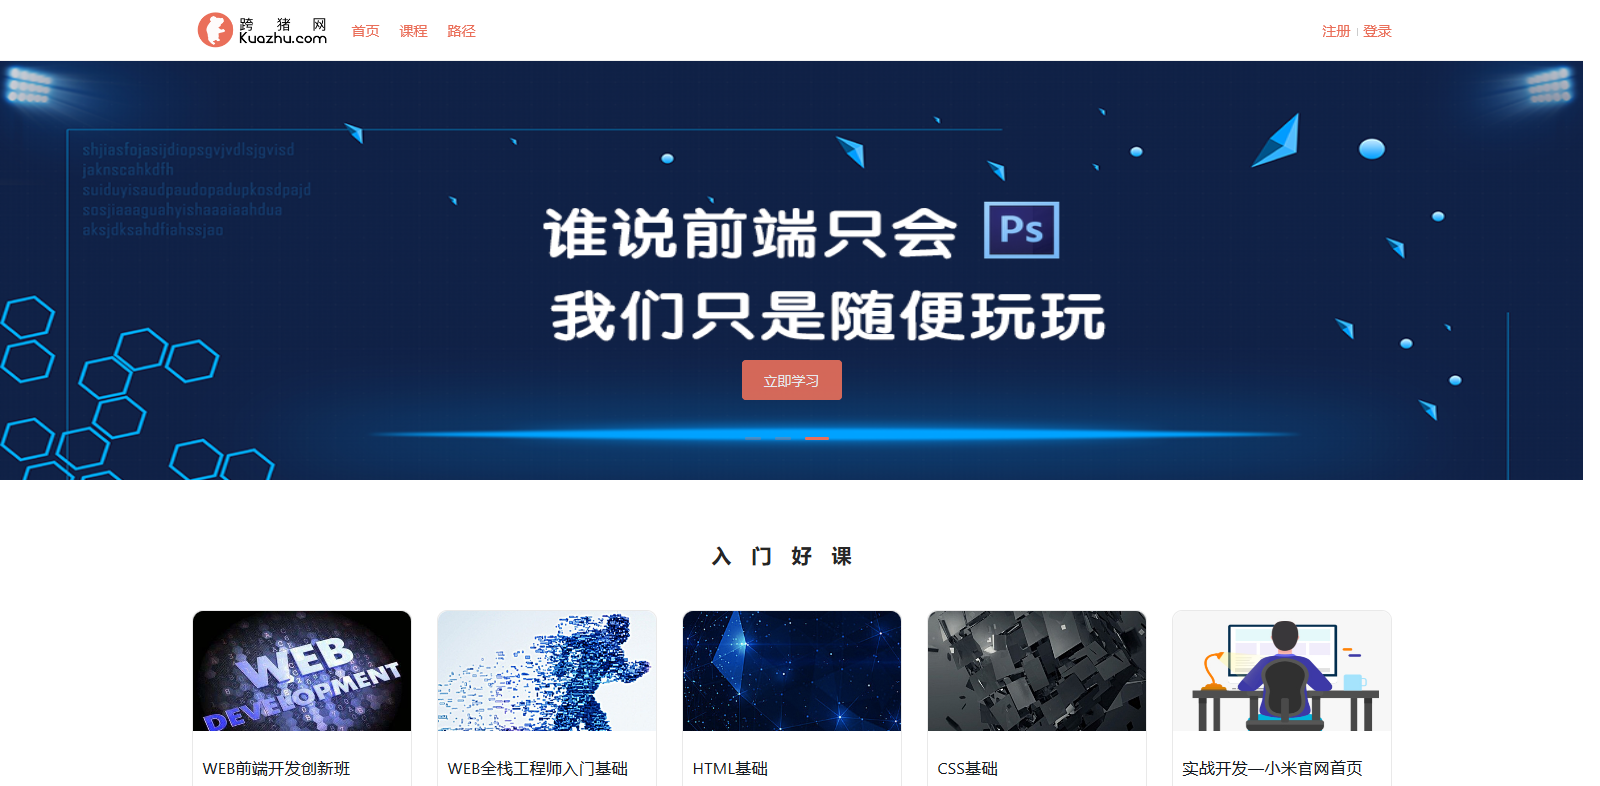 跨猪网
Kuazhu.com
首页 课程 路径
注册 登录
shjiasfojasijdiopsgvjvdlsjgvisd
jaknscahkdfh
suiduyisaudpaudopadupkosdpajd
sosjiaaaguahyishaaaiaahdua
aksjdksahdfiahssjao
谁说前端只会 Ps
我们只是随便玩玩
立即学习
入门好课
WEB DEVELOPMENT
WEB前端开发创新班
WEB全栈工程师入门基础
HTML基础
CSS基础
实战开发—小米官网首页